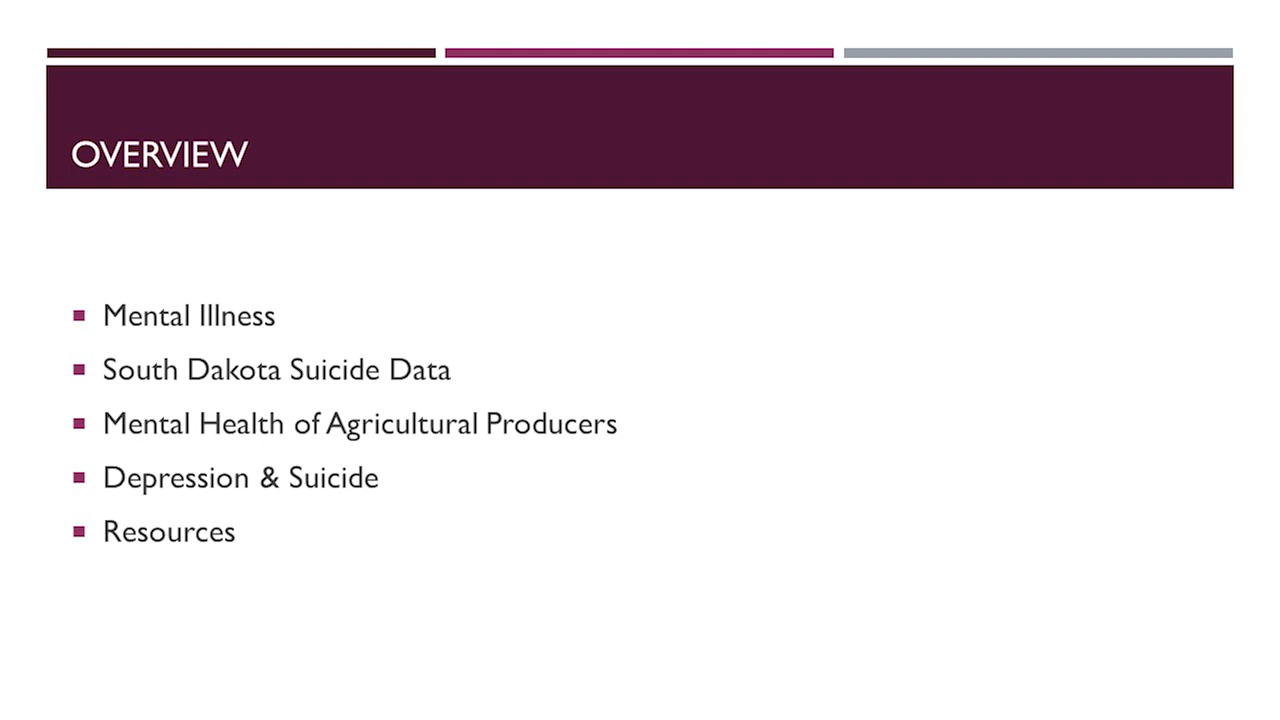 OVERVIEW
Mental Illness
South Dakota Suicide Data
Mental Health of Agricultural Producers
Depression & Suicide
Resources